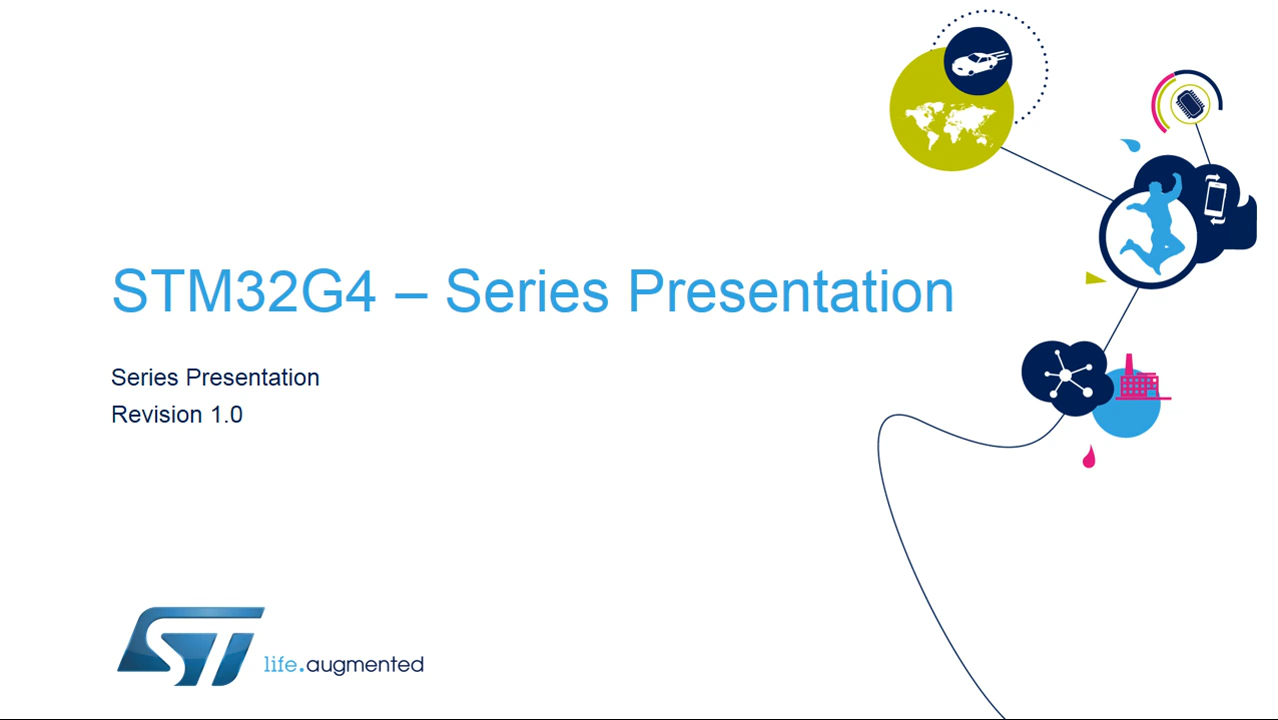 STM32G4 – Series Presentation
Series Presentation
Revision 1.0
ST life.augmented